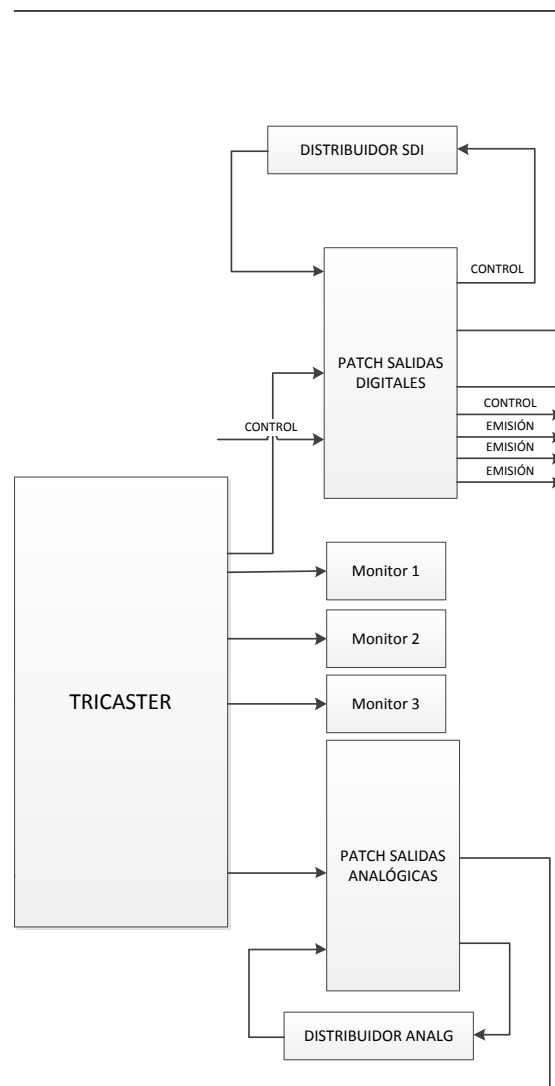 DISTRIBUIDOR SDI
CONTROL
PATCH SALIDAS
DIGITALES
CONTROL
CONTROL
EMISIÓN
EMISIÓN
EMISIÓN
Monitor 1
Monitor 2
TRICASTER
Monitor 3
PATCH SALIDAS
ANALÓGICAS
DISTRIBUIDOR ANALG